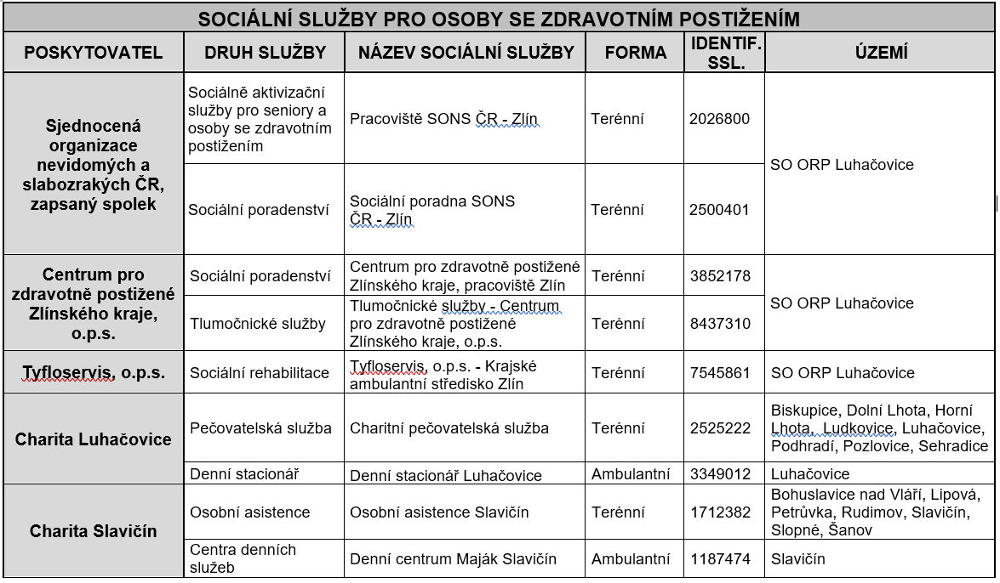 SOCIÁLNÍ SLUŽBY PRO OSOBY SE ZDRAVOTNÍM POSTIŽENÍM
POSKYTOVATEL
DRUH SLUŽBY
NÁZEV SOCIÁLNÍ SLUŽBY
FORMA
IDENTIF.
SSL.
ÚZEMÍ
Sjednocená
organizace
nevidomých a
slabozrakých ČR,
zapsaný spolek
Sociálně aktivizační
služby pro seniory a
osoby se zdravotním
postižením
Pracoviště SONS ČR - Zlín
Terénní
2026800
SO ORP Luhačovice
Sociální poradenství
Sociální poradna SONS
ČR - Zlín
Terénní
2500401
Centrum pro
zdravotně postižené
Zlínského kraje,
o.p.s.
Sociální poradenství
Centrum pro zdravotně postižené
Zlínského kraje, pracoviště Zlín
Terénní
3852178
SO ORP Luhačovice
Tlumočnické služby
Tlumočnické služby - Centrum
pro zdravotně postižené
Zlínského kraje, o.p.s.
Terénní
8437310
Tyfloservis, o.p.s.
Sociální rehabilitace
Tyfloservis, o.p.s. - Krajské
ambulantní středisko Zlín
Terénní
7545861
SO ORP Luhačovice
Charita Luhačovice
Pečovatelská služba
Charitní pečovatelská služba
Terénní
2525222
Biskupice, Dolní Lhota, Horní
Lhota, Ludkovice, Luhačovice,
Podhradí, Pozlovice, Sehradice
Denní stacionář
Denní stacionář Luhačovice
Ambulantní
3349012
Luhačovice
Charita Slavičín
Osobní asistence
Osobní asistence Slavičín
Terénní
1712382
Bohuslavice nad Vláří, Lipová,
Petrůvka, Rudimov, Slavičín,
Slopné, Šanov
Centra denních
služeb
Denní centrum Maják Slavičín
Ambulantní
1187474
Slavičín